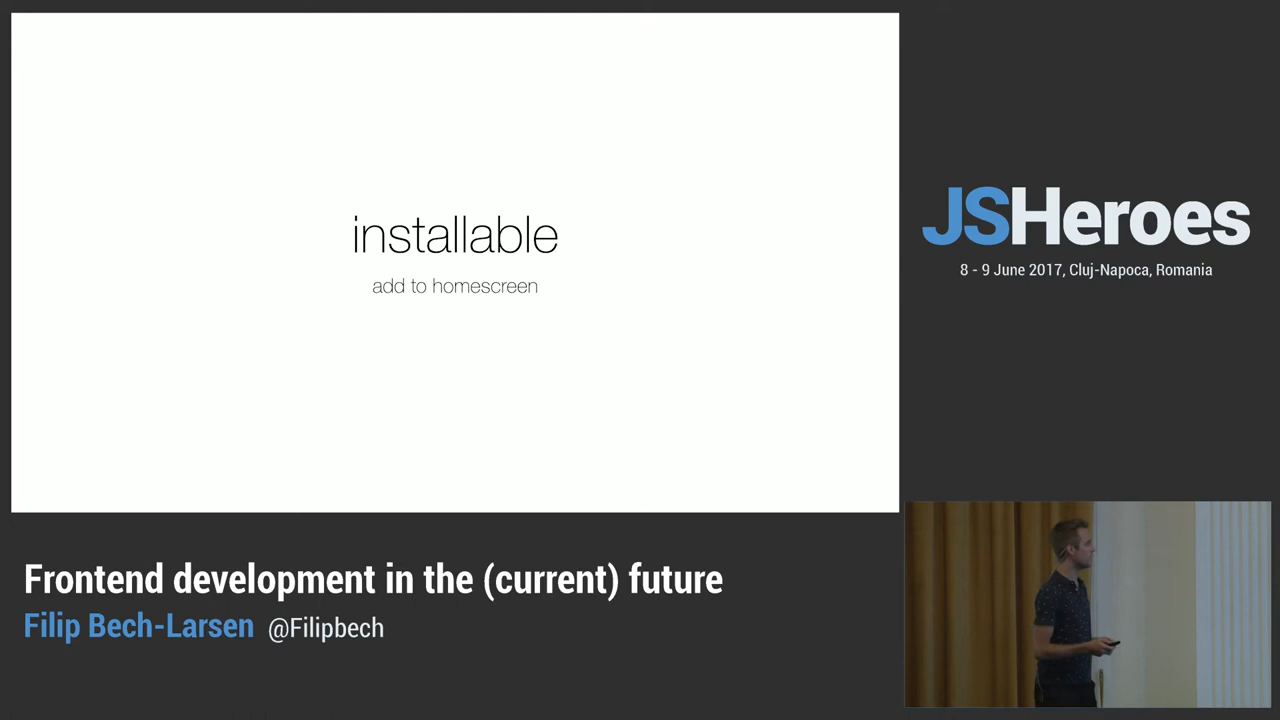 installable
add to homescreen
JSHeroes
8 - 9 June 2017, Cluj-Napoca, Romania
Frontend development in the (current) future
Filip Bech-Larsen @Filipbech